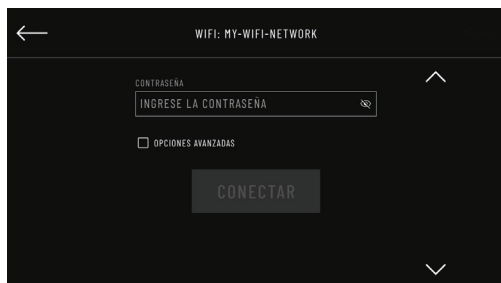 WIFI: MY-WIFI-NETWORK
CONTRASEÑA
INGRESE LA CONTRASEÑA
OPCIONES AVANZADAS
CONECTAR